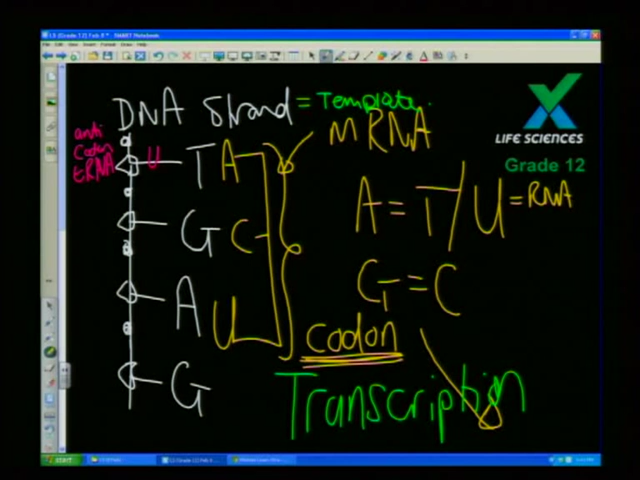 DNA Strand = Template
mRNA
anti
Codon
tRNA
U
T A
G C
A U
G
codon
A = T/U = RNA
G = C
Transcription
LIFE SCIENCES
Grade 12